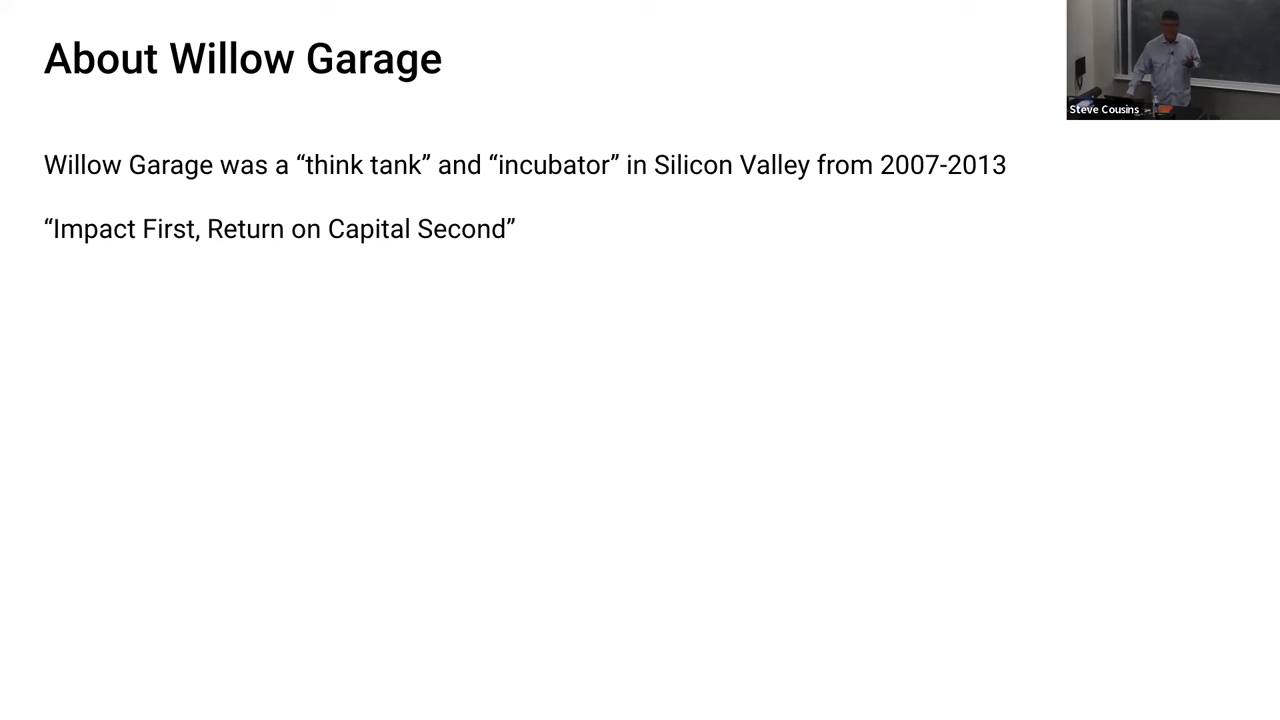 About Willow Garage
Steve Cousins
Willow Garage was a “think tank” and “incubator” in Silicon Valley from 2007-2013
“Impact First, Return on Capital Second”